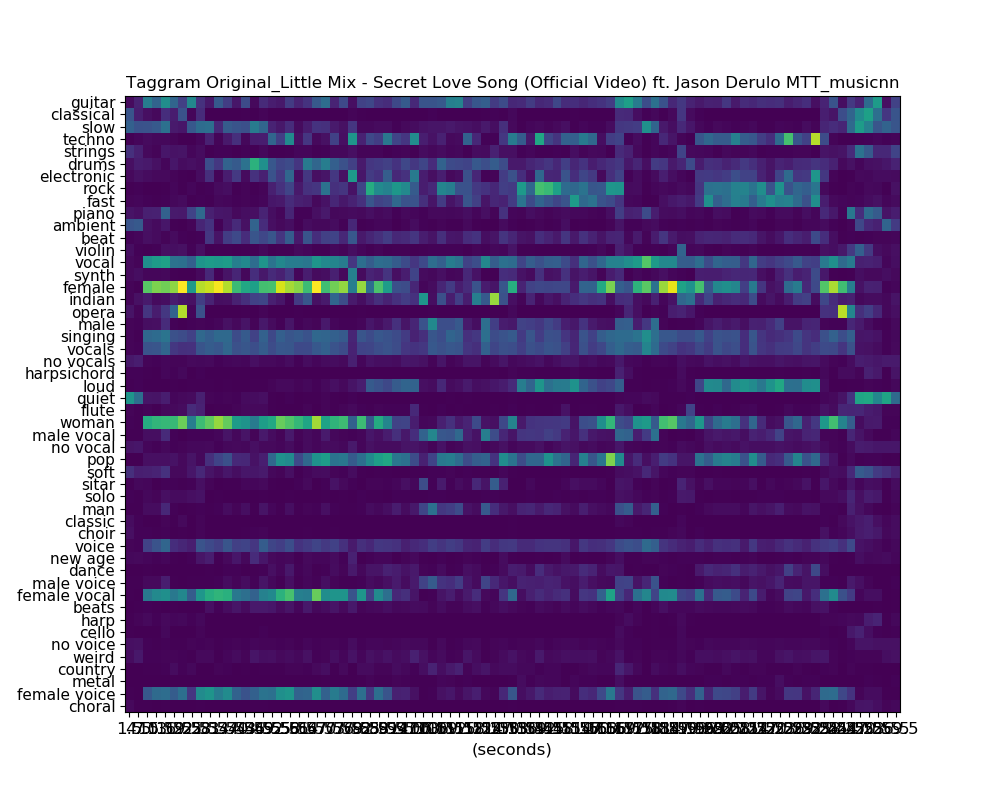 Taggram Original_Little Mix - Secret Love Song (Official Video) ft. Jason Derulo MTT_musicnn
guitar
classical
slow
techno
strings
drums
electronic
rock
fast
piano
ambient
beat
violin
vocal
synth
female
indian
opera
male
singing
vocals
no vocals
harpsichord
loud
quiet
flute
woman
male vocal
no vocal
pop
soft
sitar
solo
man
classic
choir
voice
new age
dance
male voice
female vocal
beats
harp
cello
no voice
weird
country
metal
female voice
choral
(seconds)